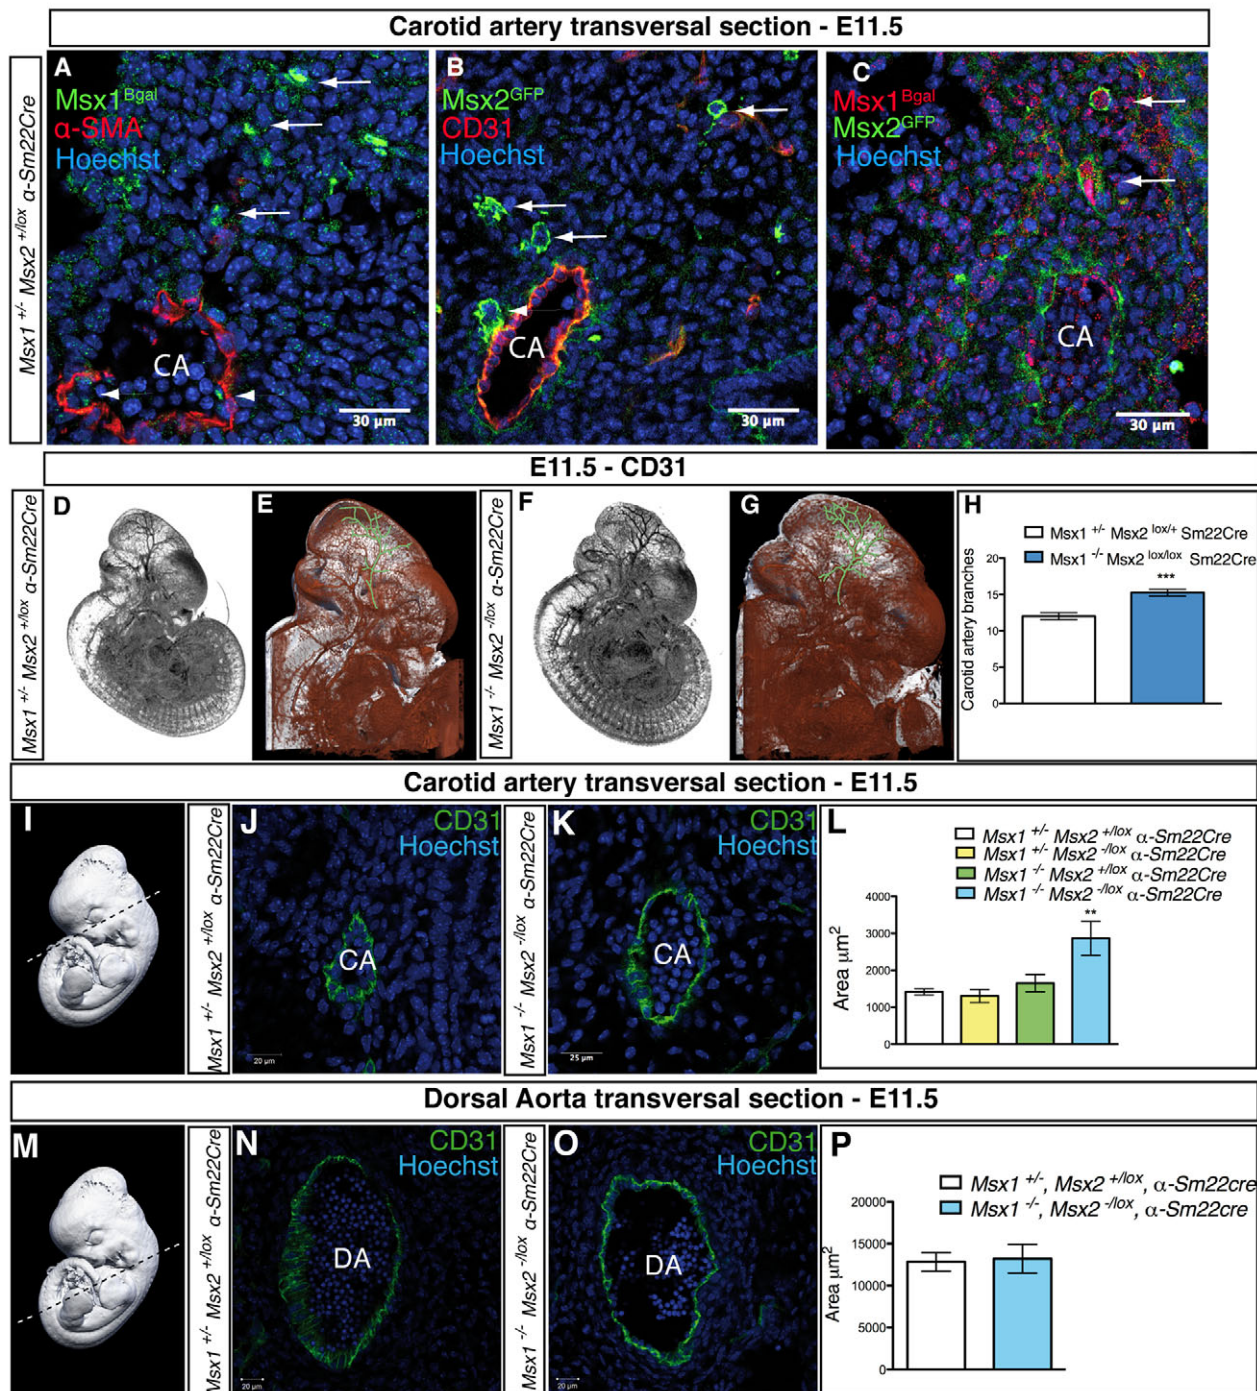 Carotid artery transversal section - E11.5
Msx1 +/- Msx2 +/lox α-Sm22Cre
A
Msx1Bgal
α-SMA
Hoechst
CA
30 μm
B
Msx2GFP
CD31
Hoechst
CA
30 μm
C
Msx1Bgal
Msx2GFP
Hoechst
CA
30 μm
E11.5 - CD31
Msx1 +/- Msx2 +/lox α-Sm22Cre
D
E
Msx1 -/- Msx2 -/lox α-Sm22Cre
F
G
H
Msx1 +/- Msx2 lox/+ Sm22Cre
Msx1 -/- Msx2 lox/lox Sm22Cre
Carotid artery branches
20
15
10
5
0
***
Carotid artery transversal section - E11.5
I
Msx1 +/- Msx2 +/lox α-Sm22Cre
J
CD31
Hoechst
CA
20 μm
Msx1 -/- Msx2 -/lox α-Sm22Cre
K
CD31
Hoechst
CA
25 μm
L
Msx1 +/- Msx2 +/lox α-Sm22Cre
Msx1 +/- Msx2 -/lox α-Sm22Cre
Msx1 -/- Msx2 +/lox α-Sm22Cre
Msx1 -/- Msx2 -/lox α-Sm22Cre
Area μm2
4000
3000
2000
1000
0
**
Dorsal Aorta transversal section - E11.5
M
Msx1 +/- Msx2 +/lox α-Sm22Cre
N
CD31
Hoechst
DA
20 μm
Msx1 -/- Msx2 -/lox α-Sm22Cre
O
CD31
Hoechst
DA
20 μm
P
Msx1 +/-, Msx2 +/lox, α-Sm22cre
Msx1 -/-, Msx2 -/lox, α-Sm22cre
Area μm2
20000
15000
10000
5000
0